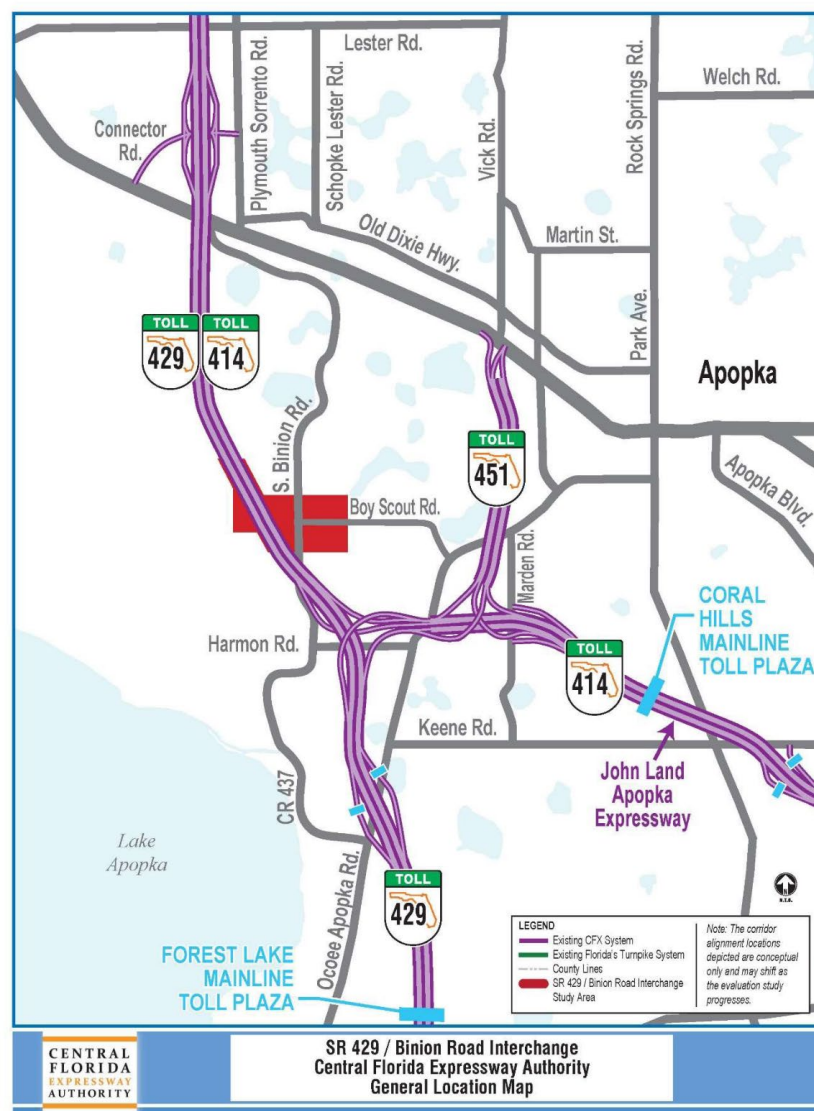 Lester Rd.
Welch Rd.
Connector
Rd.
Plymouth Sorrento Rd.
Schopke Lester Rd.
Vick Rd.
Rock Springs Rd.
Old Dixie Hwy.
Martin St.
Park Ave.
TOLL
429
TOLL
414
Apopka
S. Binion Rd.
TOLL
451
Boy Scout Rd.
Apopka Blvd.
Marden Rd.
CORAL
HILLS
MAINLINE
TOLL PLAZA
Harmon Rd.
TOLL
414
Keene Rd.
John Land
Apopka
Expressway
CR 437
Lake
Apopka
Ocoee Apopka Rd.
TOLL
429
N.T.S.
FOREST LAKE
MAINLINE
TOLL PLAZA
LEGEND
Existing CFX System
Existing Florida's Turnpike System
County Lines
SR 429 / Binion Road Interchange
Study Area
Note: The corridor
alignment locations
depicted are conceptual
only and may shift as
the evaluation study
progresses.
CENTRAL
FLORIDA
EXPRESSWAY
AUTHORITY
SR 429 / Binion Road Interchange
Central Florida Expressway Authority
General Location Map